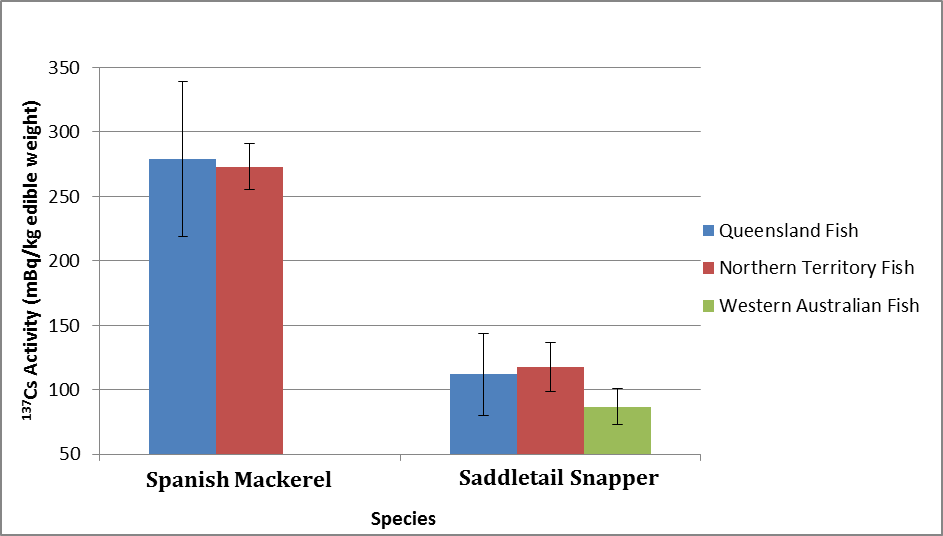 350
300
250
200
150
100
50
¹³⁷Cs Activity (mBq/kg edible weight)
Spanish Mackerel
Saddletail Snapper
Species
Queensland Fish
Northern Territory Fish
Western Australian Fish